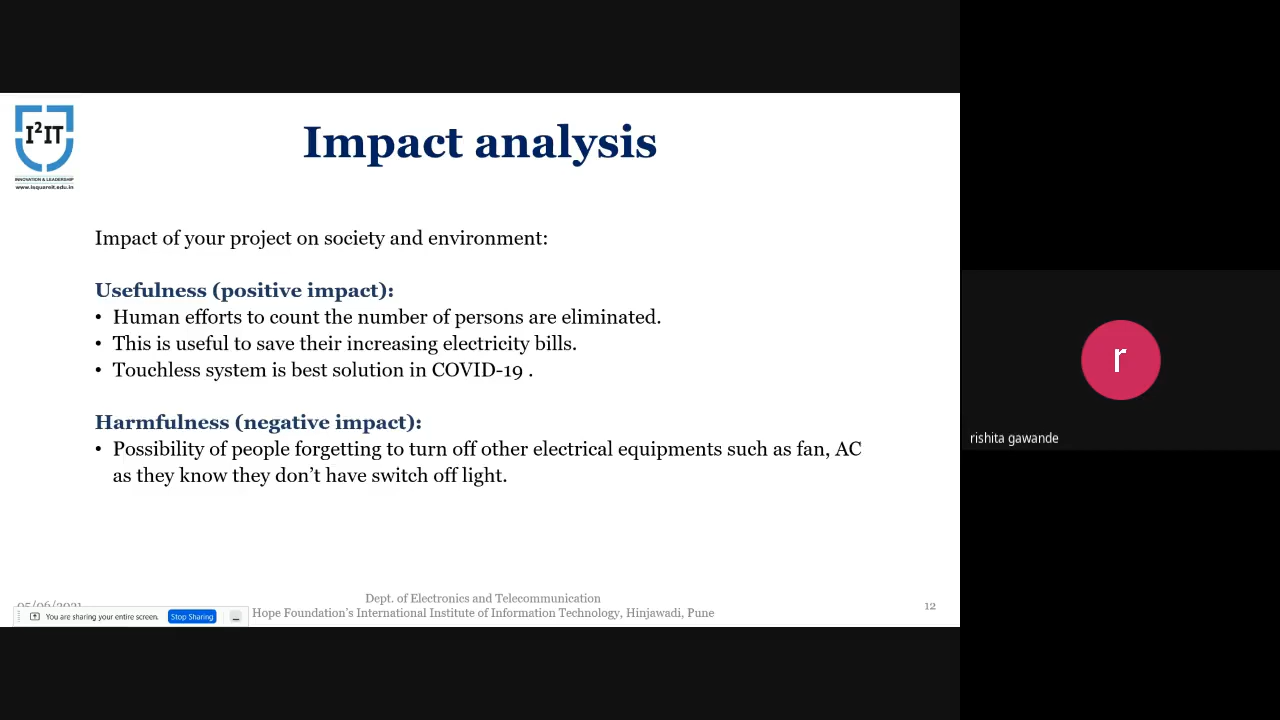 I²IT
INNOVATION & LEADERSHIP
www.isquareit.edu.in
Impact analysis
Impact of your project on society and environment:
Usefulness (positive impact):
• Human efforts to count the number of persons are eliminated.
• This is useful to save their increasing electricity bills.
• Touchless system is best solution in COVID-19 .
Harmfulness (negative impact):
• Possibility of people forgetting to turn off other electrical equipments such as fan, AC
as they know they don't have switch off light.
r
rishita gawande
05/06/2021
You are sharing your entire screen. Stop Sharing
Dept. of Electronics and Telecommunication
Hope Foundation's International Institute of Information Technology, Hinjawadi, Pune
12